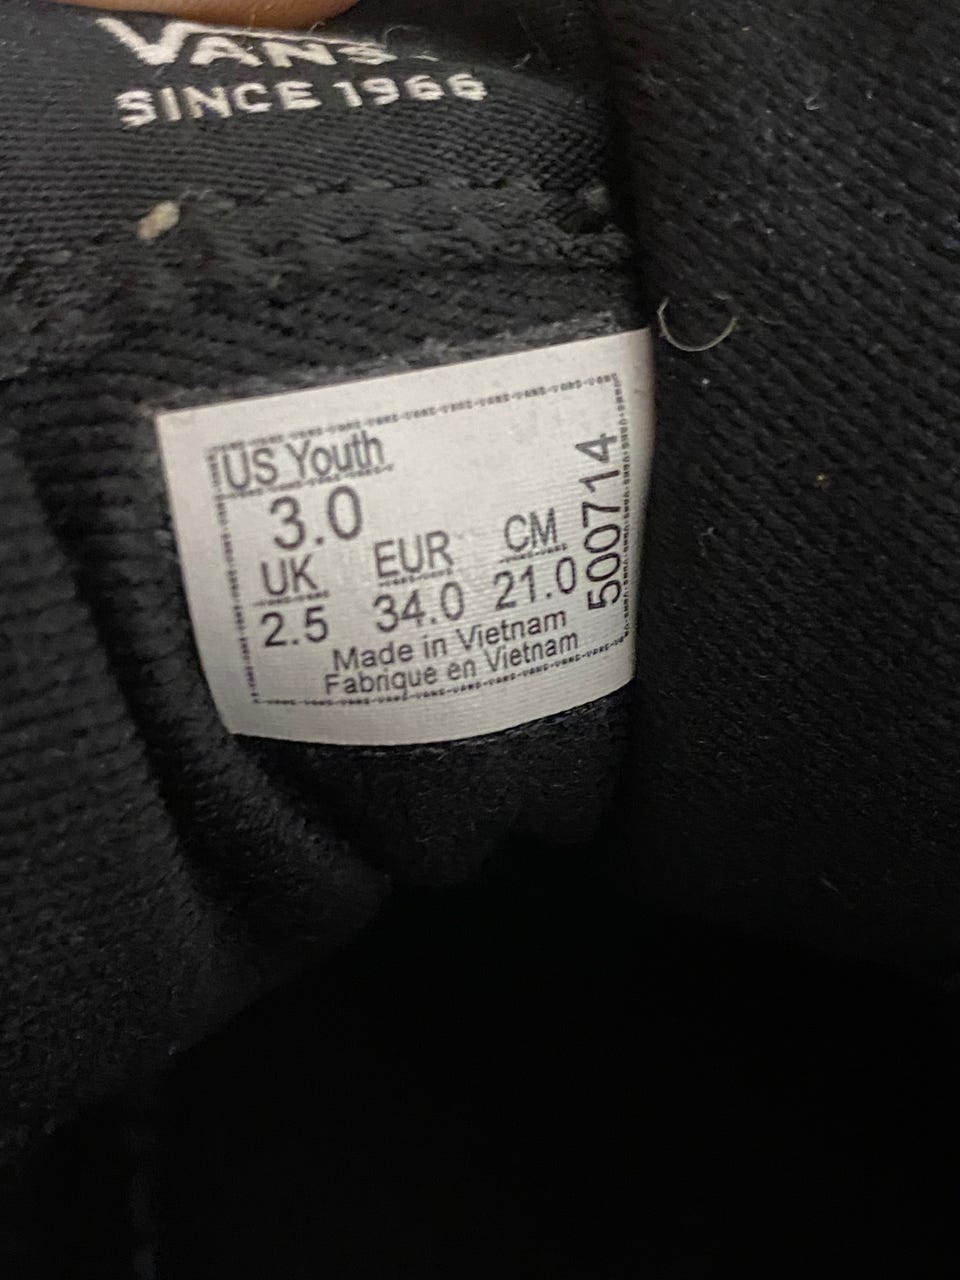 VANS
SINCE 1966
US Youth
3.0
UK EUR CM
2.5 34.0 21.0
Made in Vietnam
Fabrique en Vietnam
500714